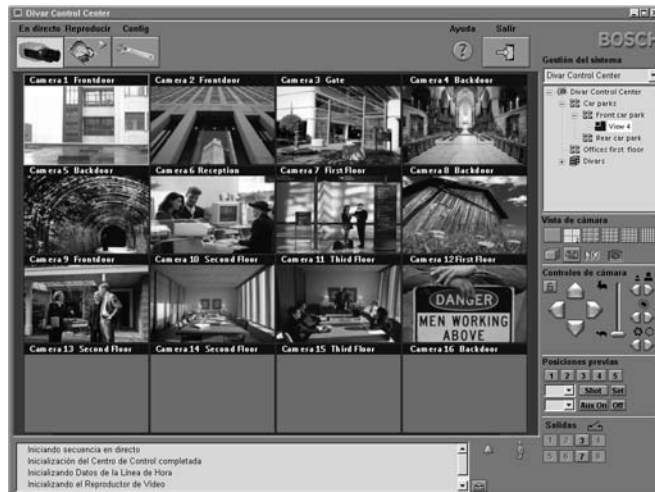 Divar Control Center
En directo Reproducir Config Ayuda Salir
BOSCH
Gestión del sistema
Divar Control Center
Divar Control Center
Car parks
Front car park
View 4
Rear car park
Offices first floor
Divars
Camera 1 Frontdoor Camera 2 Frontdoor Camera 3 Gate Camera 4 Backdoor
Camera 5 Backdoor Camera 6 Reception Camera 7 First Floor Camera 8 Backdoor
Camera 9 Frontdoor Camera 10 Second Floor Camera 11 Third Floor Camera 12 First Floor
DANGER
MEN WORKING
ABOVE
Camera 13 Second Floor Camera 14 Second Floor Camera 15 Third Floor Camera 16 Backdoor
Vista de cámara
Controles de cámara
Posiciones previas
1 2 3 4 5
Shot Set
Aux On Off
Salidas
1 2 3 4
5 6 7 8
Iniciando secuencia en directo
Inicialización del Centro de Control completada
Inicializando Datos de la Línea de Hora
Inicializando el Reproductor de Vídeo